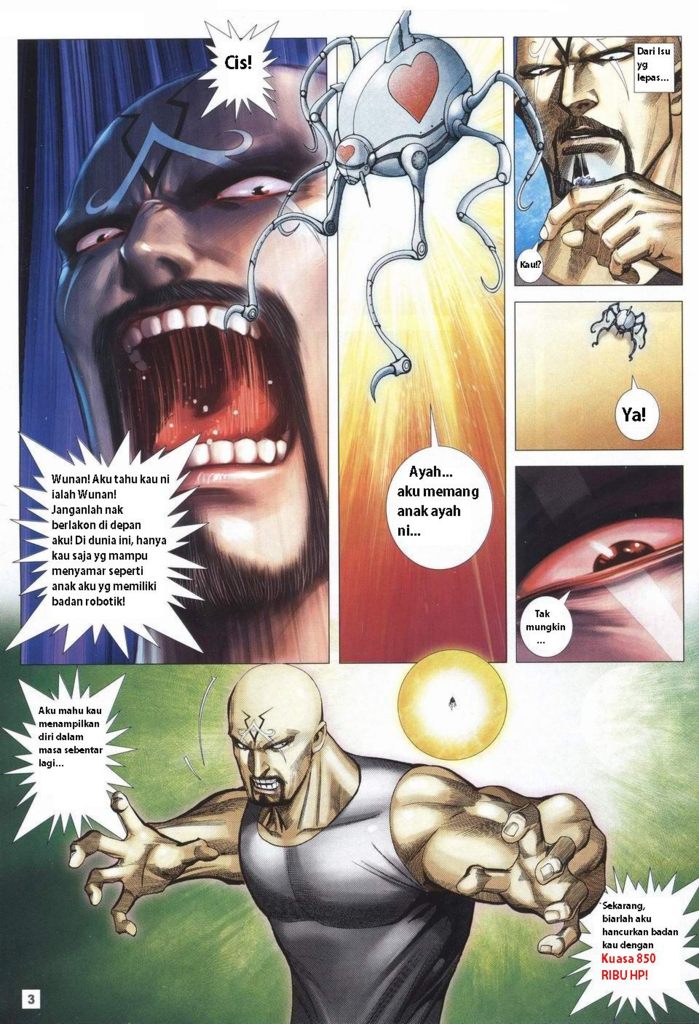 Cis!
Wunan! Aku tahu kau ni
ialah Wunan!
Janganlah nak
berlakon di depan
aku! Di dunia ini, hanya
kau saja yg mampu
menyamar seperti
anak aku yg memiliki
badan robotik!
Ayah...
aku memang
anak ayah
ni...
Dari Isu
yg
lepas...
Kau!?
Ya!
Tak
mungkin
...
Aku mahu kau
menampilkan
diri dalam
masa sebentar
lagi...
Sekarang,
biarlah aku
hancurkan badan
kau dengan
Kuasa 850
RIBU HP!
3